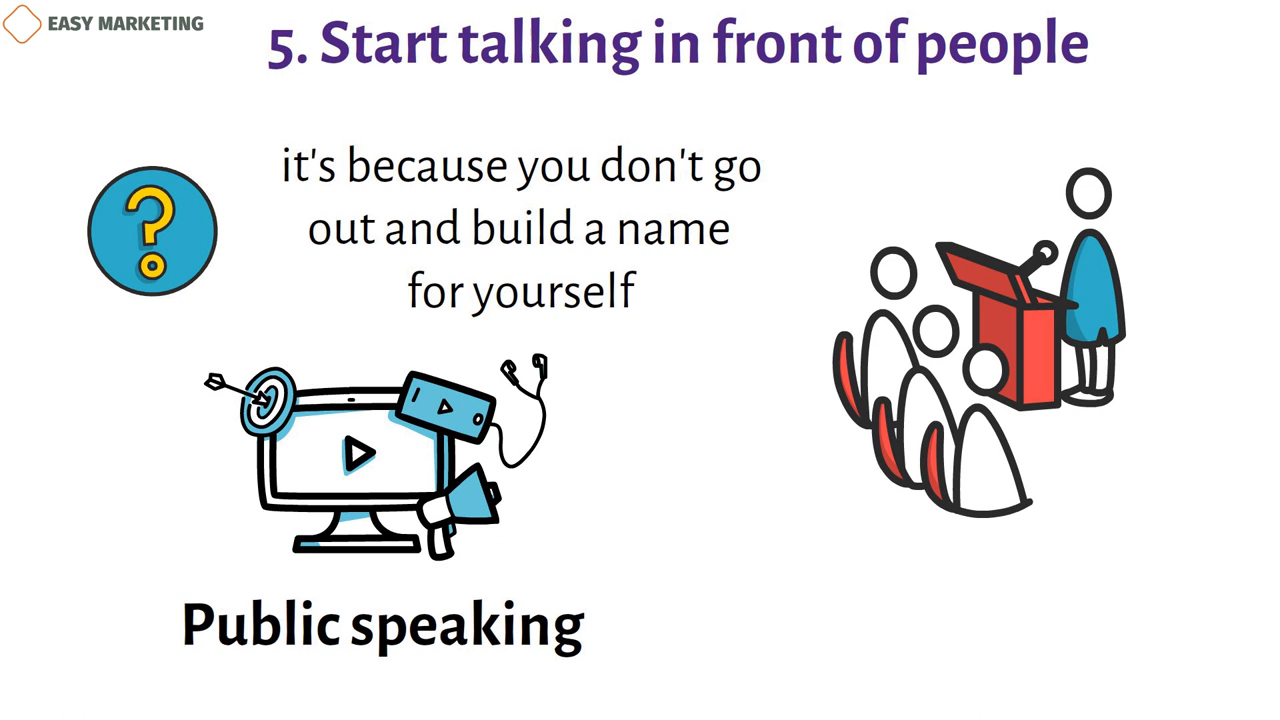 EASY MARKETING
5. Start talking in front of people
it's because you don't go
out and build a name
for yourself
Public speaking